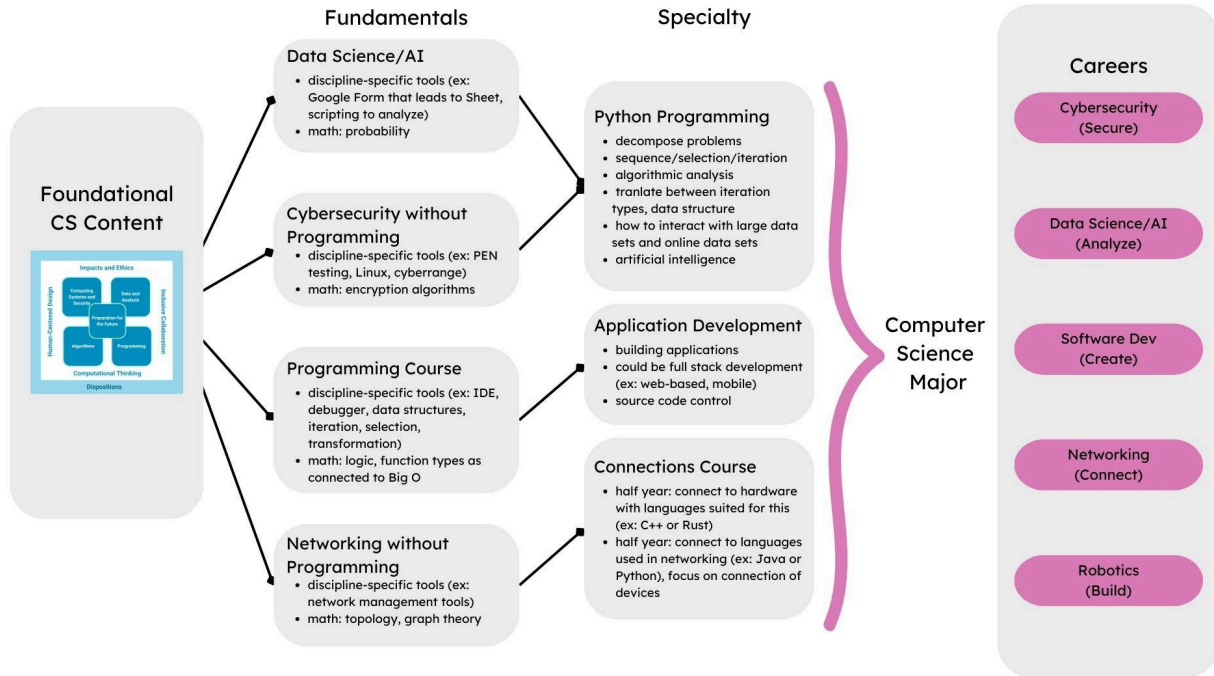 Fundamentals
Specialty
Careers
Foundational
CS Content
Impacts and Ethics
Human-Centered Design
Computing
Systems and
Security
Data and
Analysis
Preparation for
the Future
Algorithms
Programming
Inclusive Collaboration
Computational Thinking
Dispositions
Data Science/AI
• discipline-specific tools (ex:
Google Form that leads to Sheet,
scripting to analyze)
• math: probability
Cybersecurity without
Programming
• discipline-specific tools (ex: PEN
testing, Linux, cyberrange)
• math: encryption algorithms
Programming Course
• discipline-specific tools (ex: IDE,
debugger, data structures,
iteration, selection,
transformation)
• math: logic, function types as
connected to Big O
Networking without
Programming
• discipline-specific tools (ex:
network management tools)
• math: topology, graph theory
Python Programming
• decompose problems
• sequence/selection/iteration
• algorithmic analysis
• tranlate between iteration
types, data structure
• how to interact with large data
sets and online data sets
• artificial intelligence
Application Development
• building applications
• could be full stack development
(ex: web-based, mobile)
• source code control
Connections Course
• half year: connect to hardware
with languages suited for this
(ex: C++ or Rust)
• half year: connect to languages
used in networking (ex: Java or
Python), focus on connection of
devices
Computer
Science
Major
Cybersecurity
(Secure)
Data Science/AI
(Analyze)
Software Dev
(Create)
Networking
(Connect)
Robotics
(Build)